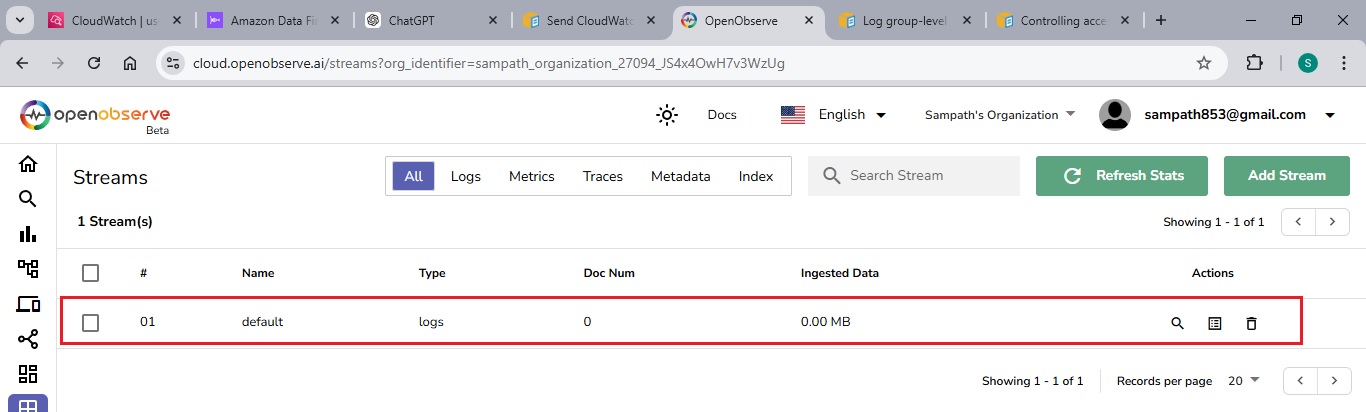 CloudWatch | us-
Amazon Data Fir
ChatGPT
Send CloudWatc
OpenObserve
Log group-level
Controlling acce
cloud.openobserve.ai/streams?org_identifier=sampath_organization_27094_JS4x4OwH7v3WzUg
S
openobserve
Beta
Docs
English
Sampath's Organization
sampath853@gmail.com
Streams
All
Logs
Metrics
Traces
Metadata
Index
Search Stream
Refresh Stats
Add Stream
1 Stream(s)
Showing 1 - 1 of 1
# Name Type Doc Num Ingested Data Actions
01 default logs 0 0.00 MB
Showing 1 - 1 of 1 Records per page 20